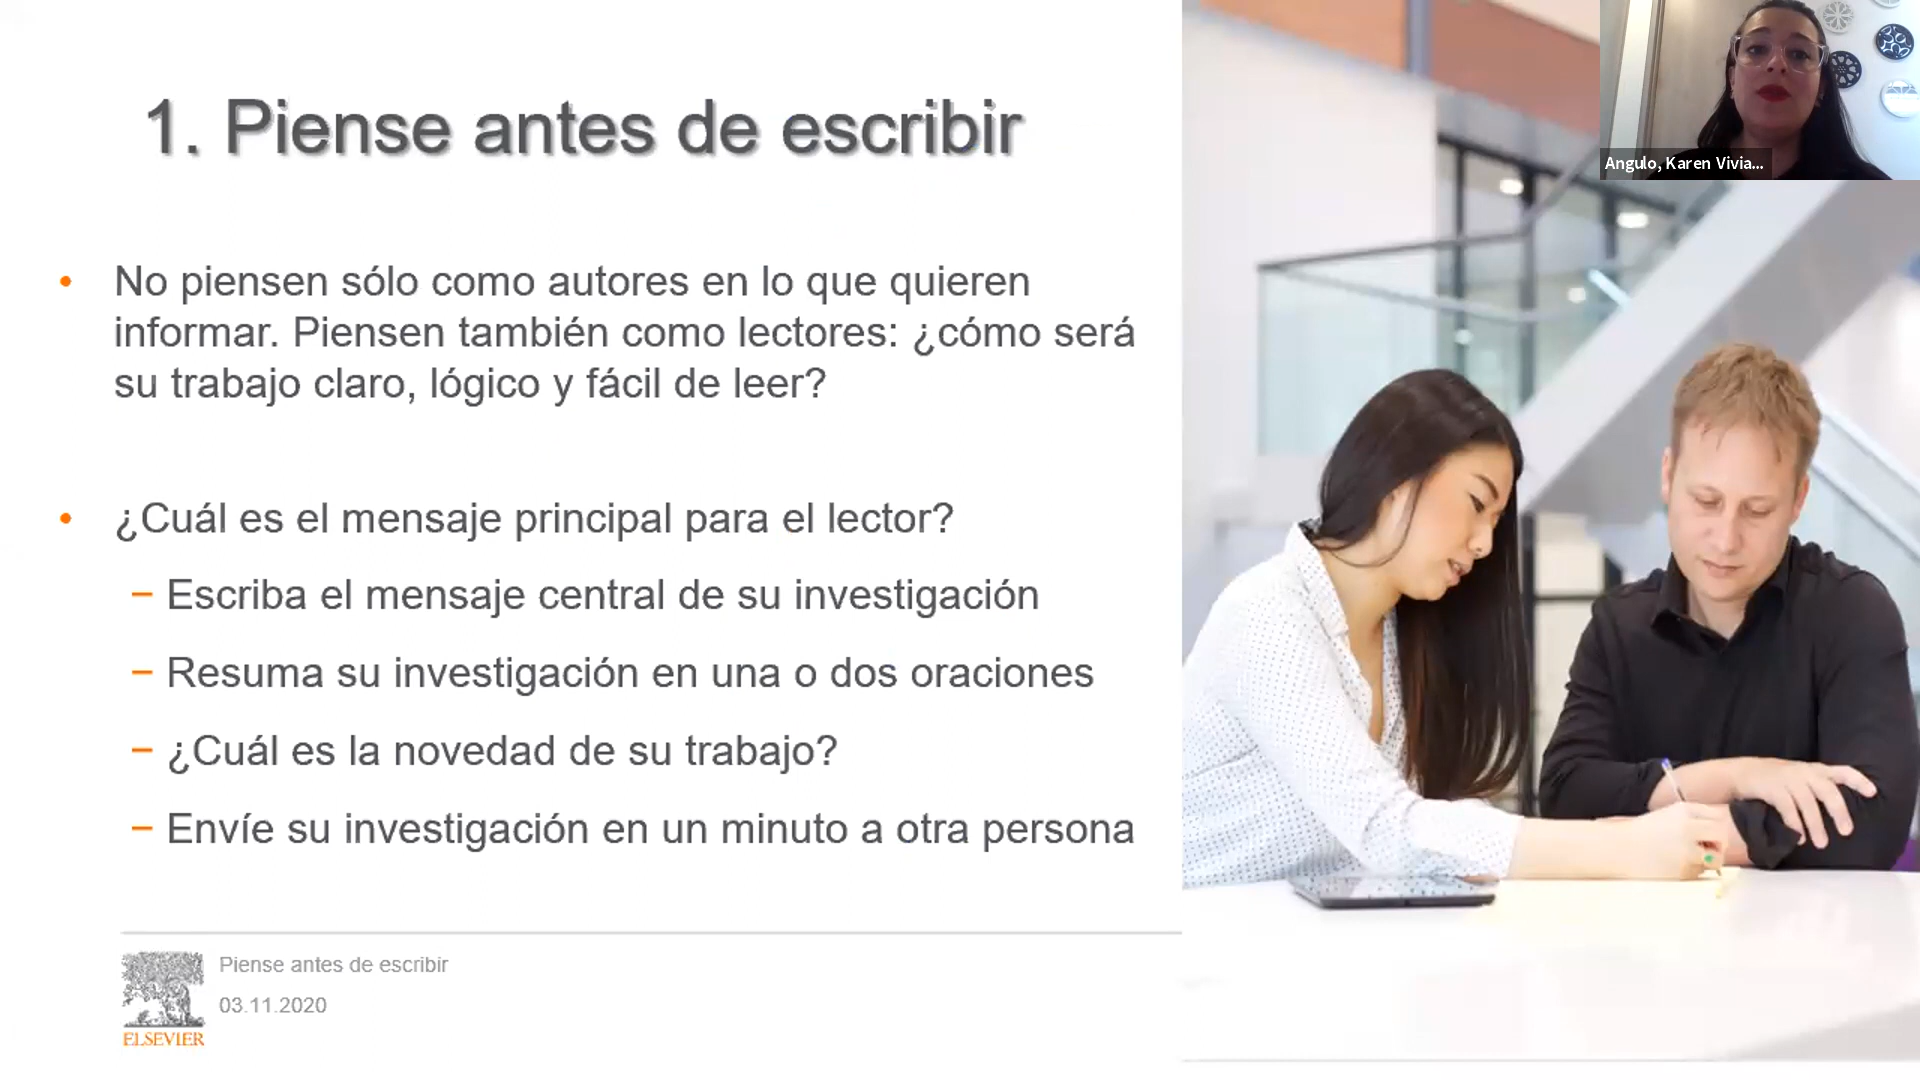 1. Piense antes de escribir
• No piensen sólo como autores en lo que quieren
informar. Piensen también como lectores: ¿cómo será
su trabajo claro, lógico y fácil de leer?
• ¿Cuál es el mensaje principal para el lector?
– Escriba el mensaje central de su investigación
– Resuma su investigación en una o dos oraciones
– ¿Cuál es la novedad de su trabajo?
– Envíe su investigación en un minuto a otra persona
Piense antes de escribir
03.11.2020
ELSEVIER
Angulo, Karen Vivia...